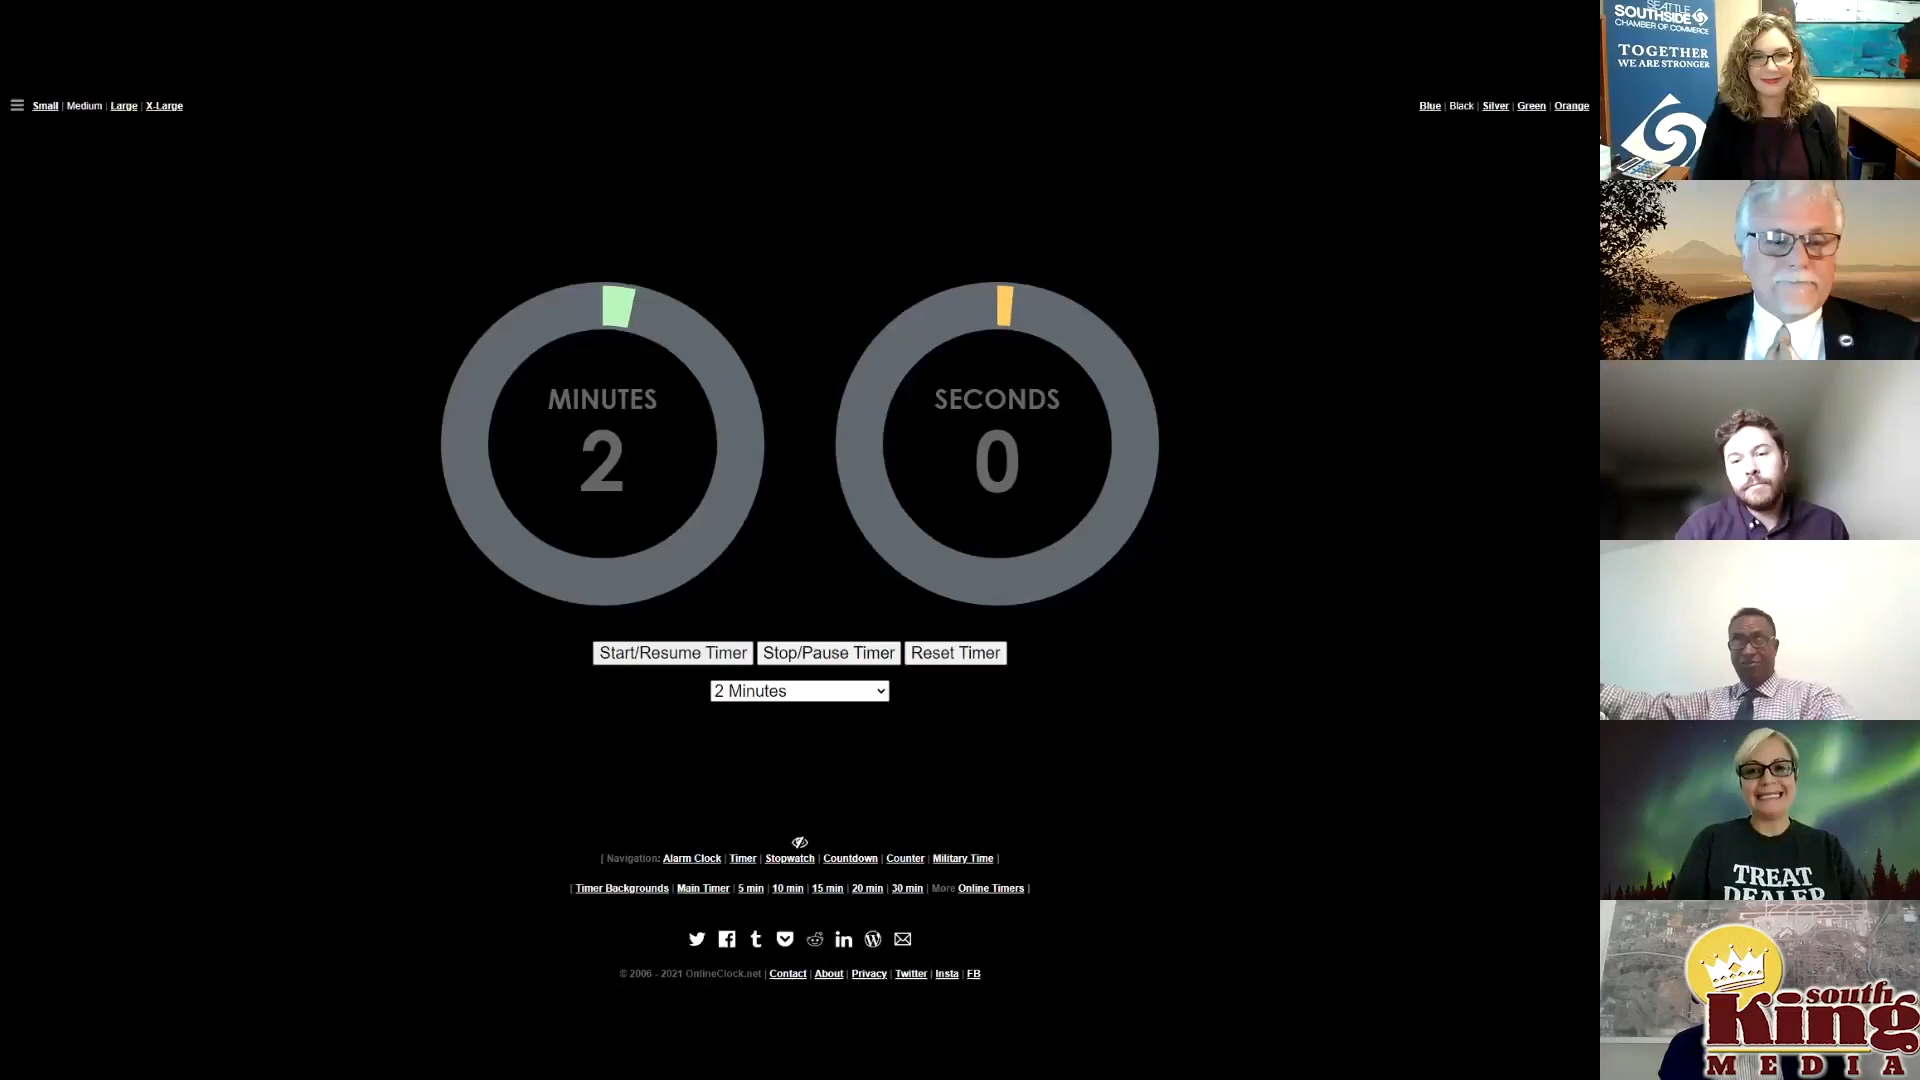 Small | Medium | Large | X-Large
Blue | Black | Silver | Green | Orange
MINUTES
2
SECONDS
0
Start/Resume Timer
Stop/Pause Timer
Reset Timer
2 Minutes
[ Navigation: Alarm Clock | Timer | Stopwatch | Countdown | Counter | Military Time ]
[ Timer Backgrounds | Main Timer | 5 min | 10 min | 15 min | 20 min | 30 min | More Online Timers ]
© 2006 - 2021 OnlineClock.net | Contact | About | Privacy | Twitter | Insta | FB
SEATTLE
SOUTHSIDE
CHAMBER OF COMMERCE
TOGETHER
WE ARE STRONGER
TREAT
DEALER
south
King
MEDIA